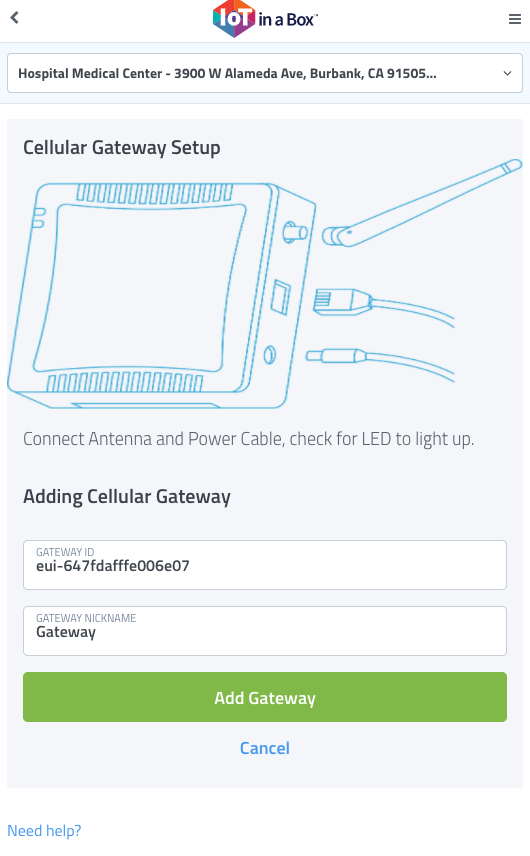 IoT in a Box™
Hospital Medical Center - 3900 W Alameda Ave, Burbank, CA 91505...
Cellular Gateway Setup
Connect Antenna and Power Cable, check for LED to light up.
Adding Cellular Gateway
GATEWAY ID
eui-647fdafffe006e07
GATEWAY NICKNAME
Gateway
Add Gateway
Cancel
Need help?